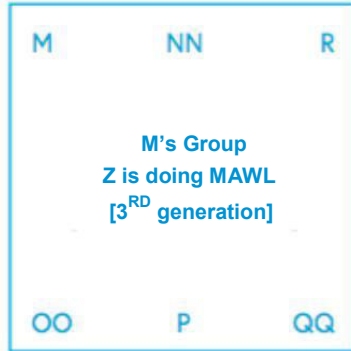 M NN R
M's Group
Z is doing MAWL
[3RD generation]
OO P QQ